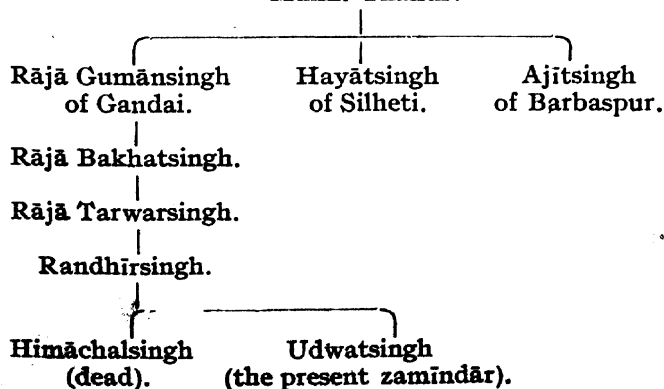 Rājā Gumānsingh Hayātsingh Ajītsingh
of Gandai. of Silheti. of Barbaspur.
Rājā Bakhatsingh.
Rājā Tarwarsingh.
Randhīrsingh.
Himāchalsingh Udwatsingh
(dead). (the present zamīndār).